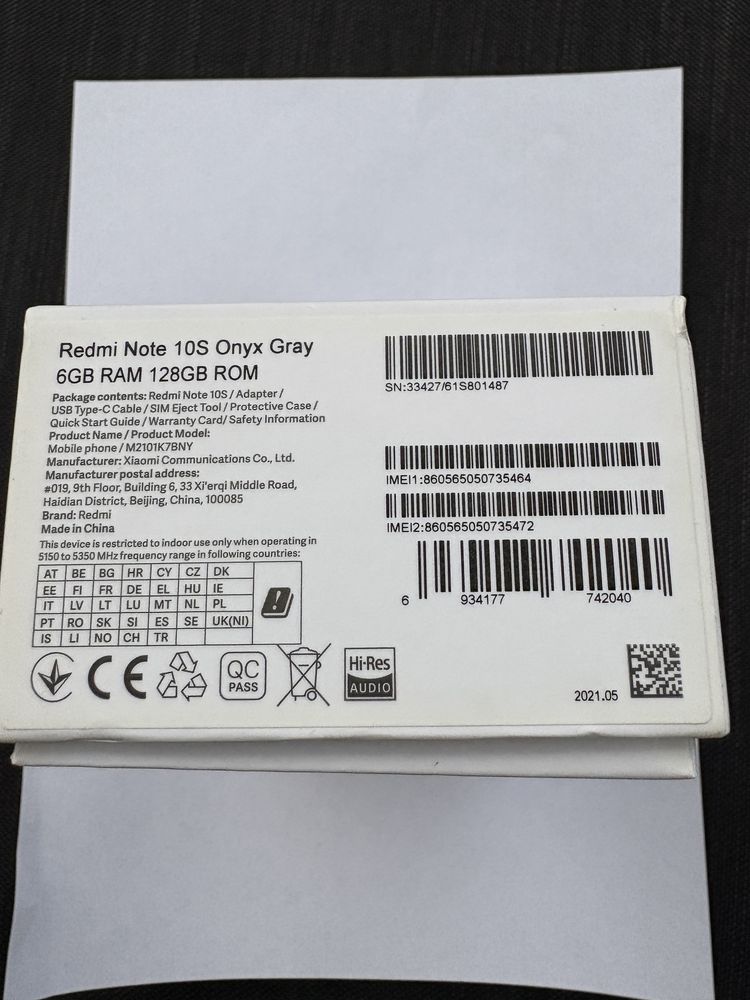 Redmi Note 10S Onyx Gray
6GB RAM 128GB ROM
Package contents: Redmi Note 10S / Adapter /
USB Type-C Cable / SIM Eject Tool / Protective Case /
Quick Start Guide / Warranty Card/ Safety Information
Product Name / Product Model:
Mobile phone / M2101K7BNY
Manufacturer: Xiaomi Communications Co., Ltd.
Manufacturer postal address:
#019, 9th Floor, Building 6, 33 Xi'erqi Middle Road,
Haidian District, Beijing, China, 100085
Brand: Redmi
Made in China
This device is restricted to indoor use only when operating in
5150 to 5350 MHz frequency range in following countries:
AT BE BG HR CY CZ DK
EE FI FR DE EL HU IE
IT LV LT LU MT NL PL
PT RO SK SI ES SE UK(NI)
IS LI NO CH TR
CE
QC
PASS
Hi-Res
AUDIO
SN:33427/61S801487
IMEI1:860565050735464
IMEI2:860565050735472
6 934177 742040
2021.05